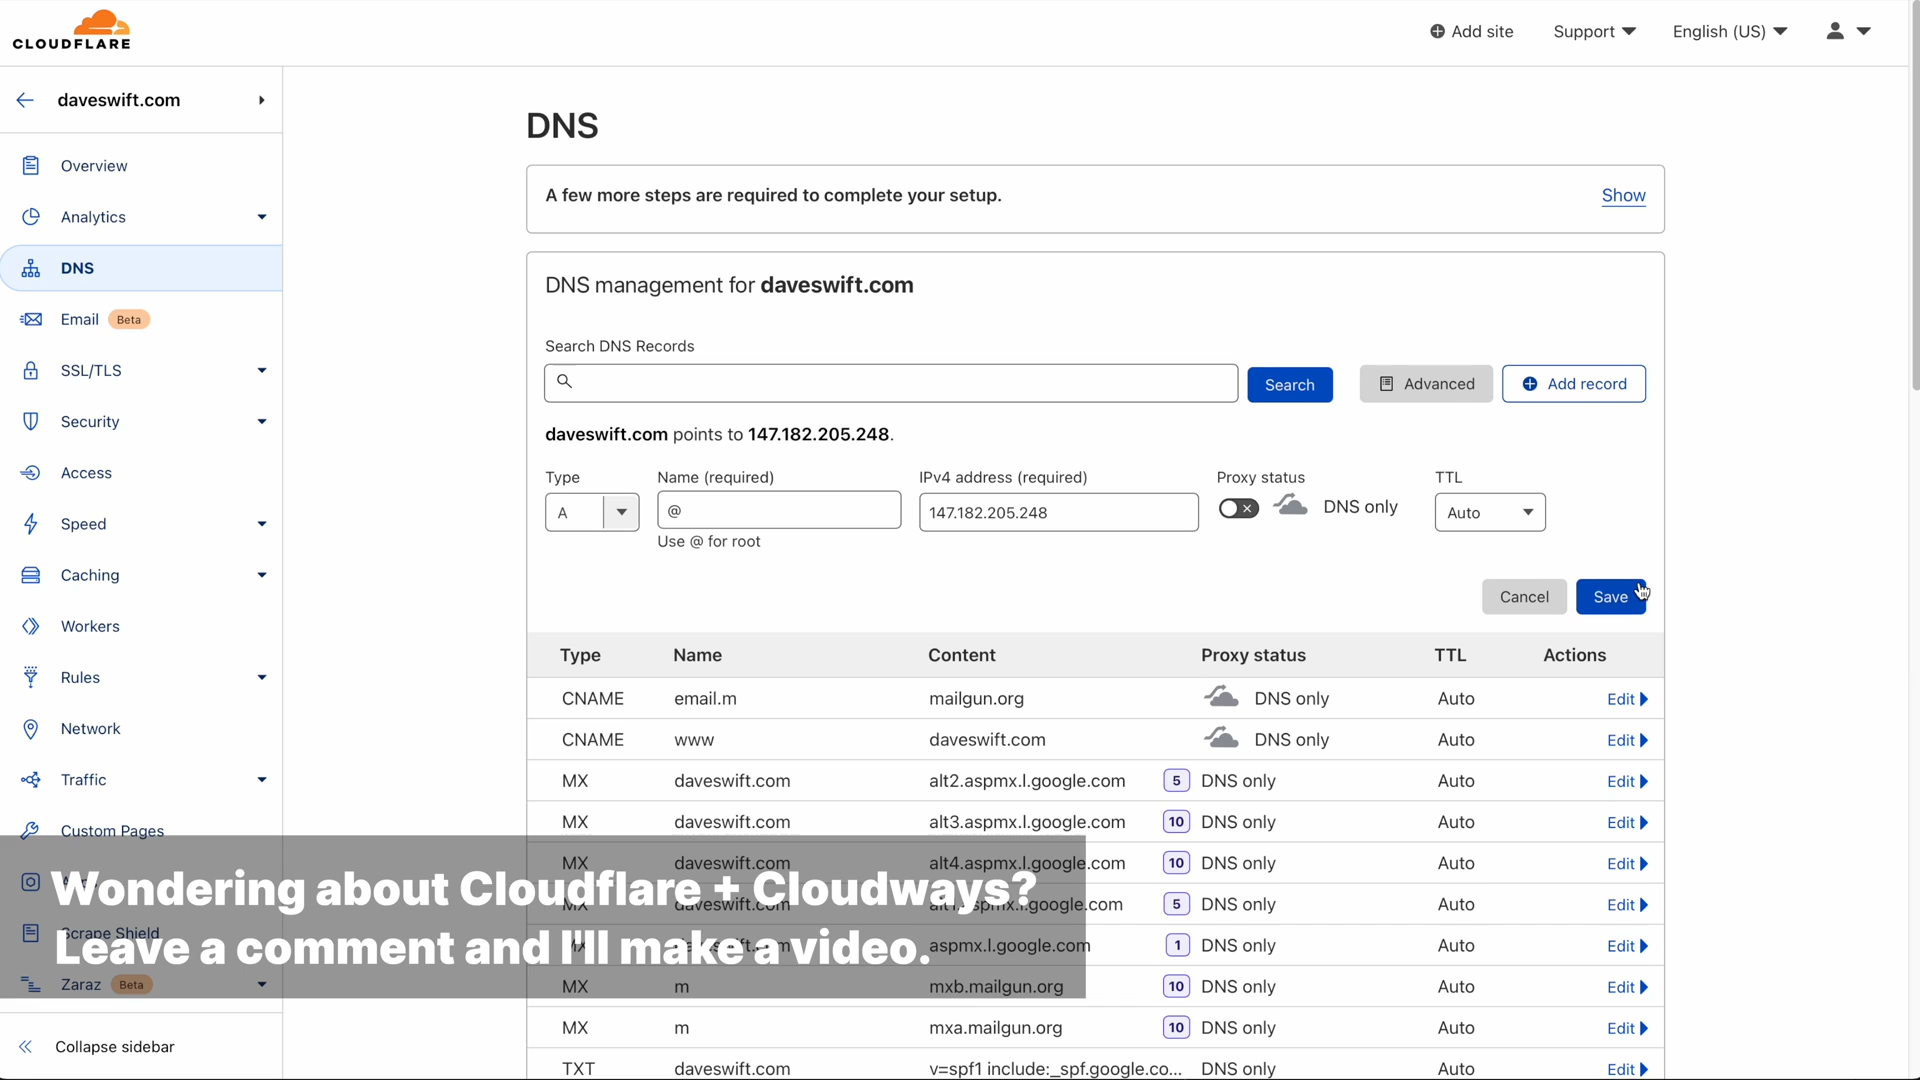 CLOUDFLARE
Add site
Support
English (US)
daveswift.com
Overview
Analytics
DNS
Email Beta
SSL/TLS
Security
Access
Speed
Caching
Workers
Rules
Network
Traffic
Custom Pages
Scrape Shield
Zaraz Beta
Collapse sidebar
DNS
A few more steps are required to complete your setup.
Show
DNS management for daveswift.com
Search DNS Records
Search
Advanced
Add record
daveswift.com points to 147.182.205.248.
Type Name (required) IPv4 address (required) Proxy status TTL
A @ 147.182.205.248 DNS only Auto
Use @ for root
Cancel
Save
Type Name Content Proxy status TTL Actions
CNAME email.m mailgun.org DNS only Auto Edit
CNAME www daveswift.com DNS only Auto Edit
MX daveswift.com alt2.aspmx.l.google.com 5 DNS only Auto Edit
MX daveswift.com alt3.aspmx.l.google.com 10 DNS only Auto Edit
MX daveswift.com alt4.aspmx.l.google.com 10 DNS only Auto Edit
MX daveswift.com alt1.aspmx.l.google.com 5 DNS only Auto Edit
aspmx.l.google.com 1 DNS only Auto Edit
MX m mxb.mailgun.org 10 DNS only Auto Edit
MX m mxa.mailgun.org 10 DNS only Auto Edit
TXT daveswift.com v=spf1 include:_spf.google.co... DNS only Auto Edit
Wondering about Cloudflare + Cloudways?
Leave a comment and I'll make a video.